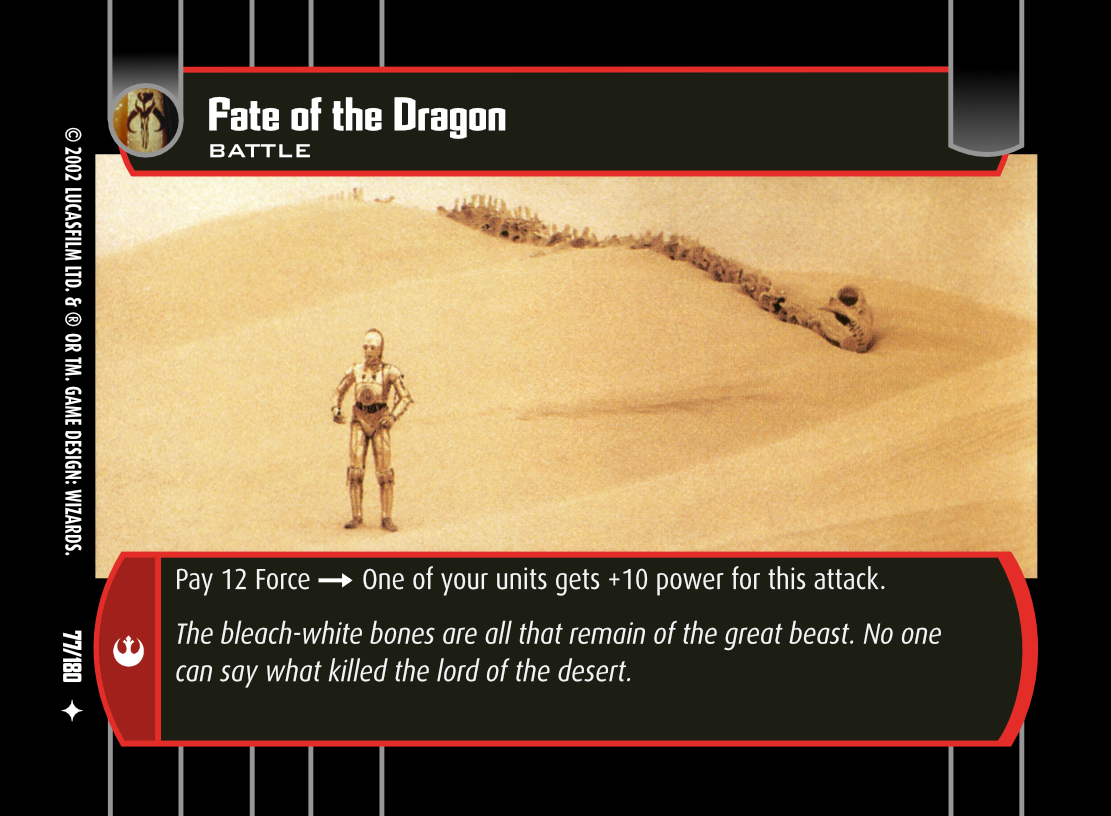 Fate of the Dragon
BATTLE
Pay 12 Force → One of your units gets +10 power for this attack.
The bleach-white bones are all that remain of the great beast. No one
can say what killed the lord of the desert.
© 2002 LUCASFILM LTD. & ® OR TM. GAME DESIGN: WIZARDS.
77/180